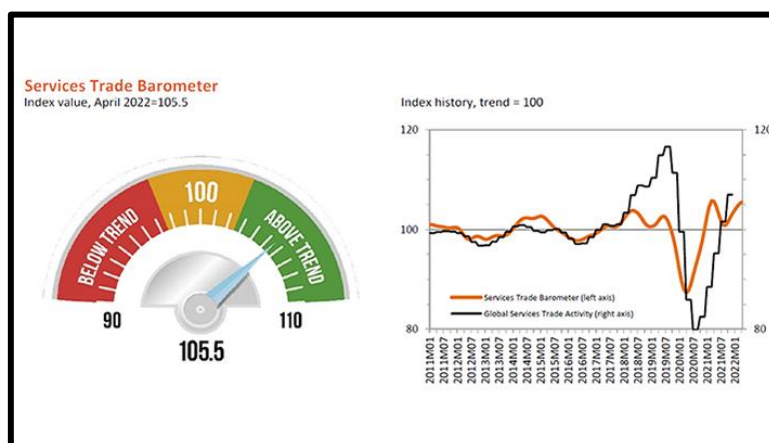 Services Trade Barometer
Index value, April 2022=105.5
BELOW TREND
100
ABOVE TREND
90
110
105.5
Index history, trend = 100
120
120
100
100
80
80
Services Trade Barometer (left axis)
Global Services Trade Activity (right axis)
2011M01
2011M07
2012M01
2012M07
2013M01
2013M07
2014M01
2014M07
2015M01
2015M07
2016M01
2016M07
2017M01
2017M07
2018M01
2018M07
2019M01
2019M07
2020M01
2020M07
2021M01
2021M07
2022M01